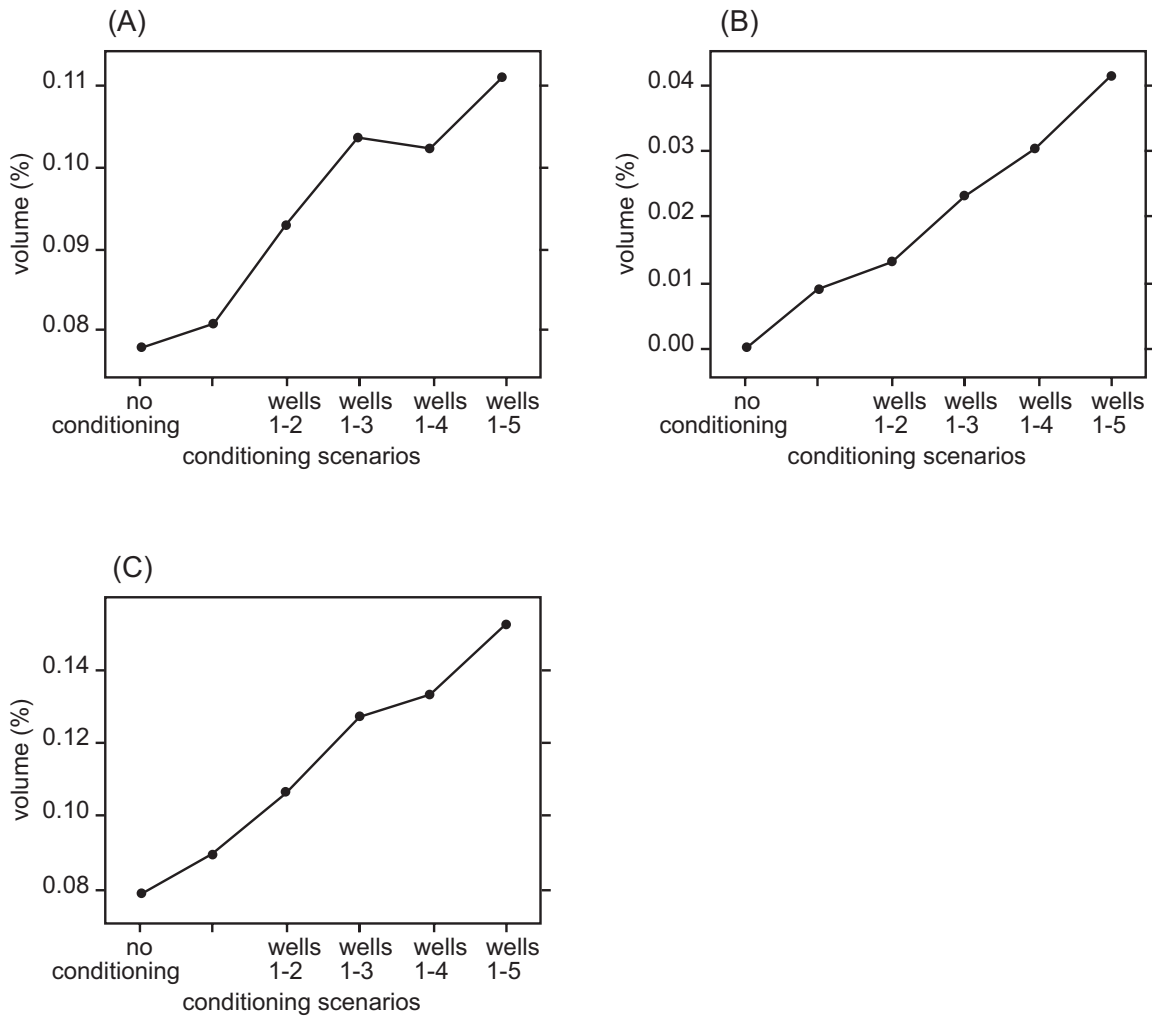 (A)
volume (%)
0.11
0.10
0.09
0.08
no conditioning
wells 1-2
wells 1-3
wells 1-4
wells 1-5
conditioning scenarios
(B)
volume (%)
0.04
0.03
0.02
0.01
0.00
no conditioning
wells 1-2
wells 1-3
wells 1-4
wells 1-5
conditioning scenarios
(C)
volume (%)
0.14
0.12
0.10
0.08
no conditioning
wells 1-2
wells 1-3
wells 1-4
wells 1-5
conditioning scenarios